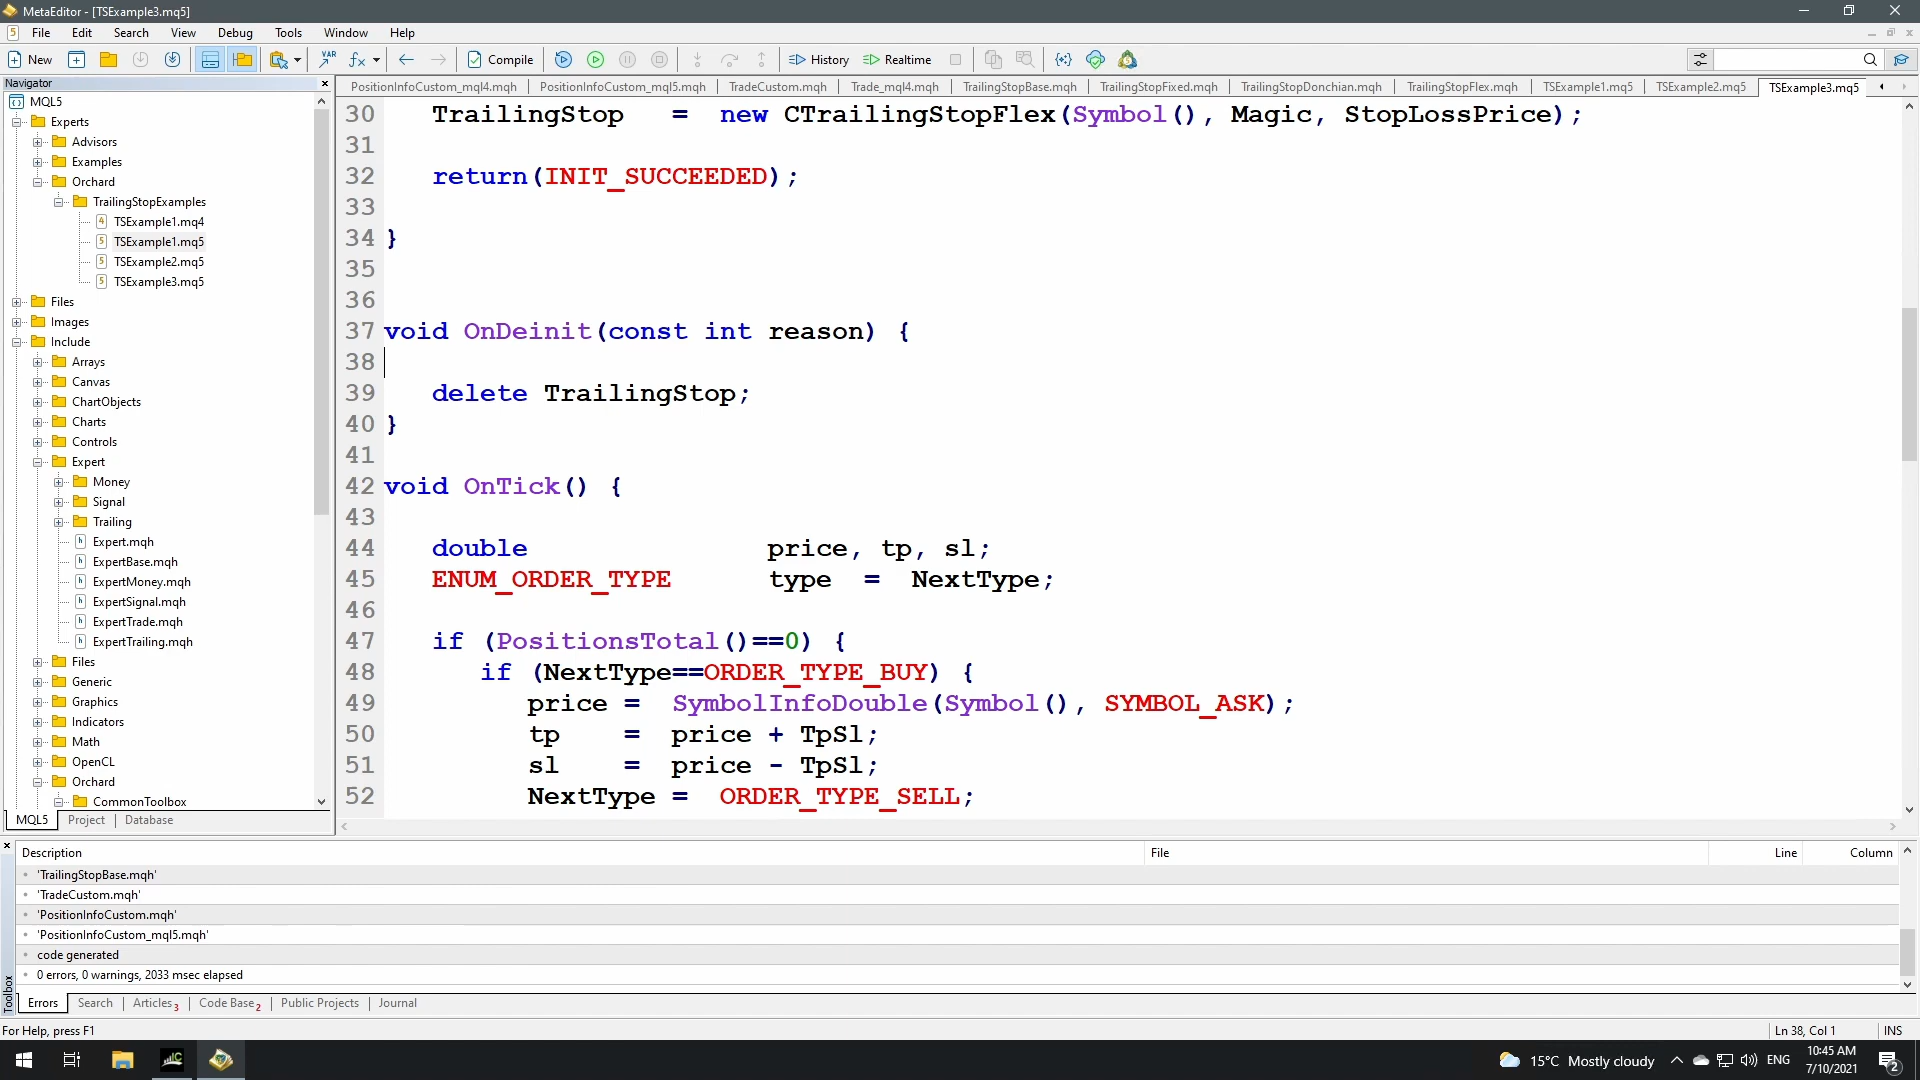 MetaEditor - [TSExample3.mq5]
File Edit Search View Debug Tools Window Help
New Compile History Realtime
Navigator
PositionInfoCustom_mql4.mqh PositionInfoCustom_mql5.mqh TradeCustom.mqh Trade_mql4.mqh TrailingStopBase.mqh TrailingStopFixed.mqh TrailingStopDonchian.mqh TrailingStopFlex.mqh TSExample1.mq5 TSExample2.mq5 TSExample3.mq5
MQL5
Experts
Advisors
Examples
Orchard
TrailingStopExamples
TSExample1.mq4
TSExample1.mq5
TSExample2.mq5
TSExample3.mq5
Files
Images
Include
Arrays
Canvas
ChartObjects
Charts
Controls
Expert
Money
Signal
Trailing
Expert.mqh
ExpertBase.mqh
ExpertMoney.mqh
ExpertSignal.mqh
ExpertTrade.mqh
ExpertTrailing.mqh
Files
Generic
Graphics
Indicators
Math
OpenCL
Orchard
CommonToolbox
MQL5 Project Database
30 TrailingStop = new CTrailingStopFlex(Symbol(), Magic, StopLossPrice);
31
32 return(INIT_SUCCEEDED);
33
34 }
35
36
37 void OnDeinit(const int reason) {
38
39 delete TrailingStop;
40 }
41
42 void OnTick() {
43
44 double price, tp, sl;
45 ENUM_ORDER_TYPE type = NextType;
46
47 if (PositionsTotal()==0) {
48 if (NextType==ORDER_TYPE_BUY) {
49 price = SymbolInfoDouble(Symbol(), SYMBOL_ASK);
50 tp = price + TpSl;
51 sl = price - TpSl;
52 NextType = ORDER_TYPE_SELL;
Description File Line Column
'TrailingStopBase.mqh'
'TradeCustom.mqh'
'PositionInfoCustom.mqh'
'PositionInfoCustom_mql5.mqh'
code generated
0 errors, 0 warnings, 2033 msec elapsed
Toolbox
Errors Search Articles 3 Code Base 2 Public Projects Journal
For Help, press F1 Ln 38, Col 1 INS
15°C Mostly cloudy ENG 10:45 AM
7/10/2021
2